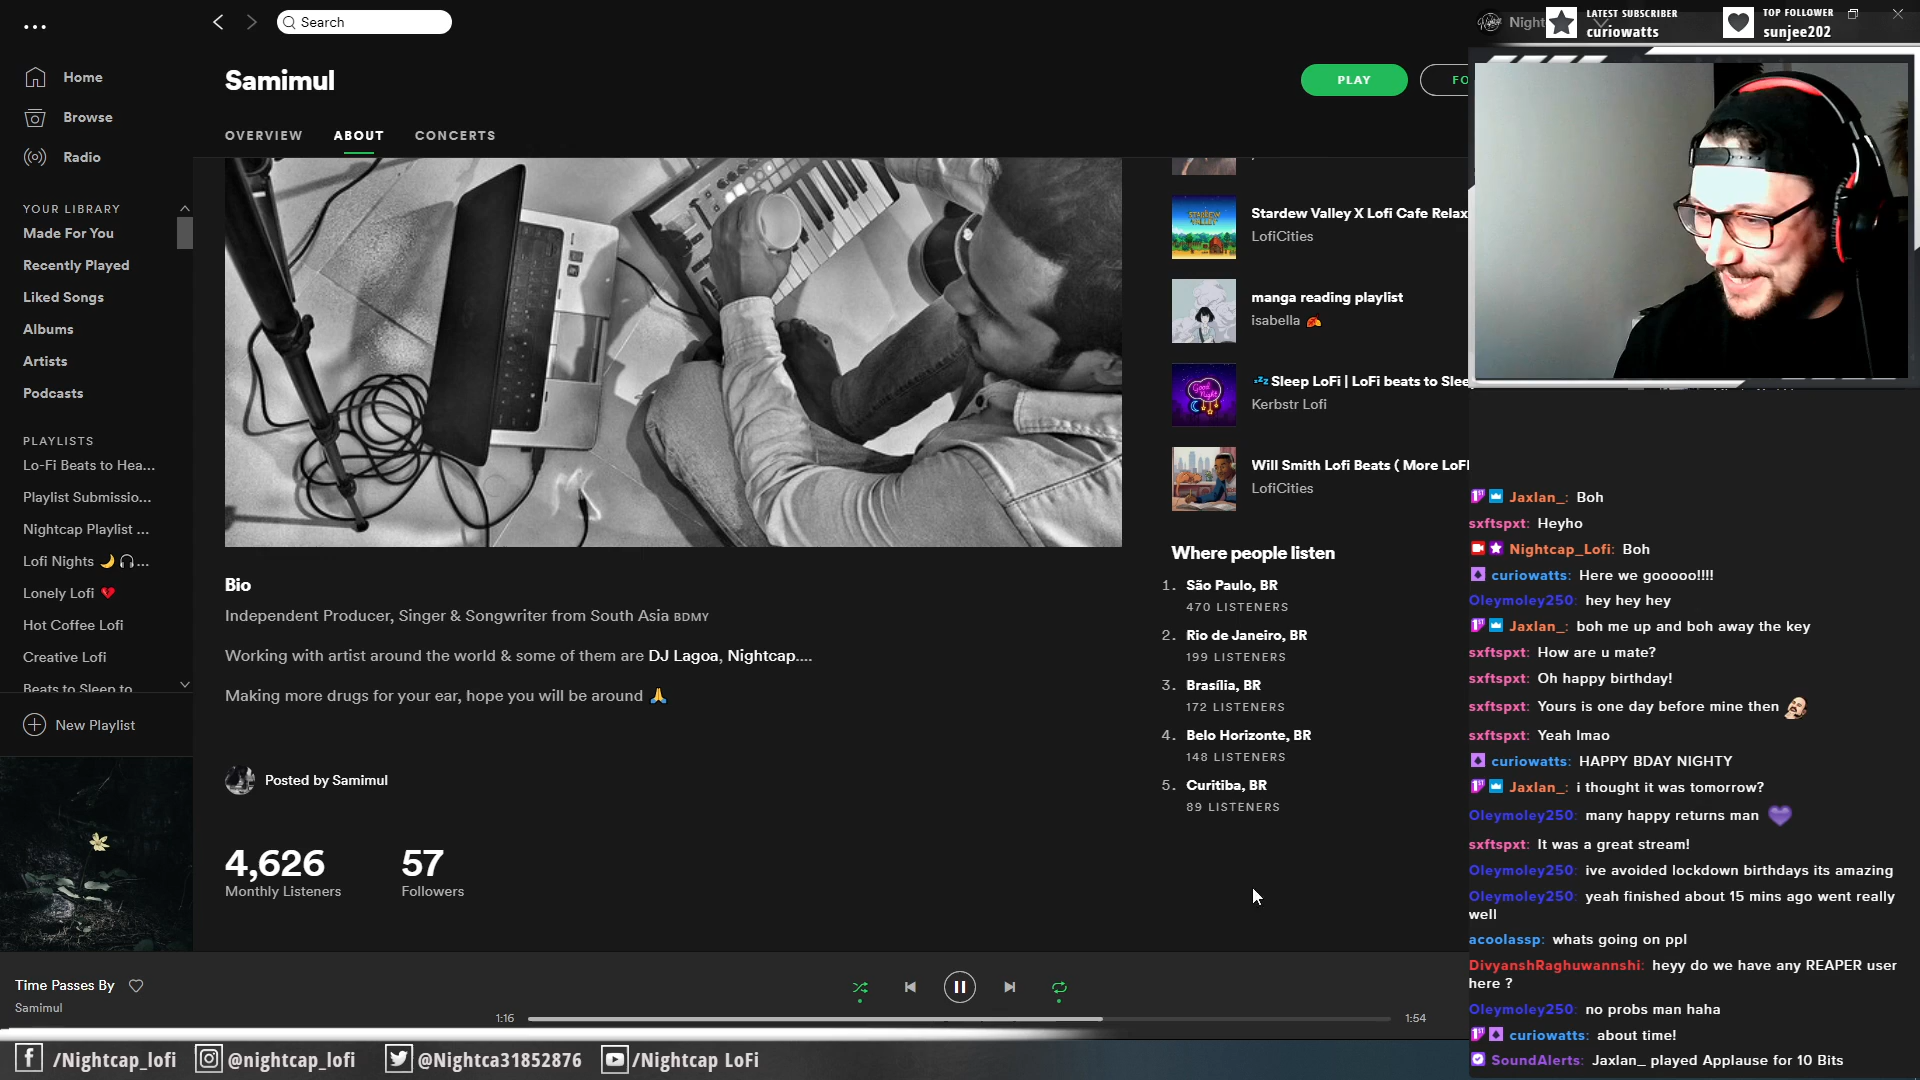 Search
Night
LATEST SUBSCRIBER
curiowatts
TOP FOLLOWER
sunjee202
Home
Browse
Radio
YOUR LIBRARY
Made For You
Recently Played
Liked Songs
Albums
Artists
Podcasts
PLAYLISTS
Lo-Fi Beats to Hea...
Playlist Submissio...
Nightcap Playlist ...
Lofi Nights 🌙🎧...
Lonely Lofi 💔
Hot Coffee Lofi
Creative Lofi
Beats to Sleep to
New Playlist
Samimul
PLAY
FO
OVERVIEW
ABOUT
CONCERTS
STARDEW VALLEY
Stardew Valley X Lofi Cafe Relax
LofiCities
manga reading playlist
isabella 🍂
Good Night
💤Sleep LoFi | LoFi beats to Slee
Kerbstr Lofi
Will Smith Lofi Beats ( More LoFI
LofiCities
Bio
Independent Producer, Singer & Songwriter from South Asia BDMY
Working with artist around the world & some of them are DJ Lagoa, Nightcap....
Making more drugs for your ear, hope you will be around 🙏
Posted by Samimul
4,626
Monthly Listeners
57
Followers
Where people listen
1. São Paulo, BR
470 LISTENERS
2. Rio de Janeiro, BR
199 LISTENERS
3. Brasília, BR
172 LISTENERS
4. Belo Horizonte, BR
148 LISTENERS
5. Curitiba, BR
89 LISTENERS
Jaxlan_: Boh
sxftspxt: Heyho
Nightcap_Lofi: Boh
curiowatts: Here we gooooo!!!!
Oleymoley250: hey hey hey
Jaxlan_: boh me up and boh away the key
sxftspxt: How are u mate?
sxftspxt: Oh happy birthday!
sxftspxt: Yours is one day before mine then
sxftspxt: Yeah lmao
curiowatts: HAPPY BDAY NIGHTY
Jaxlan_: i thought it was tomorrow?
Oleymoley250: many happy returns man 💜
sxftspxt: It was a great stream!
Oleymoley250: ive avoided lockdown birthdays its amazing
Oleymoley250: yeah finished about 15 mins ago went really
well
acoolassp: whats going on ppl
DivyanshRaghuwannshi: heyy do we have any REAPER user
here ?
Oleymoley250: no probs man haha
curiowatts: about time!
SoundAlerts: Jaxlan_ played Applause for 10 Bits
Time Passes By
Samimul
1:16
1:54
/Nightcap_lofi
@nightcap_lofi
@Nightca31852876
/Nightcap LoFi